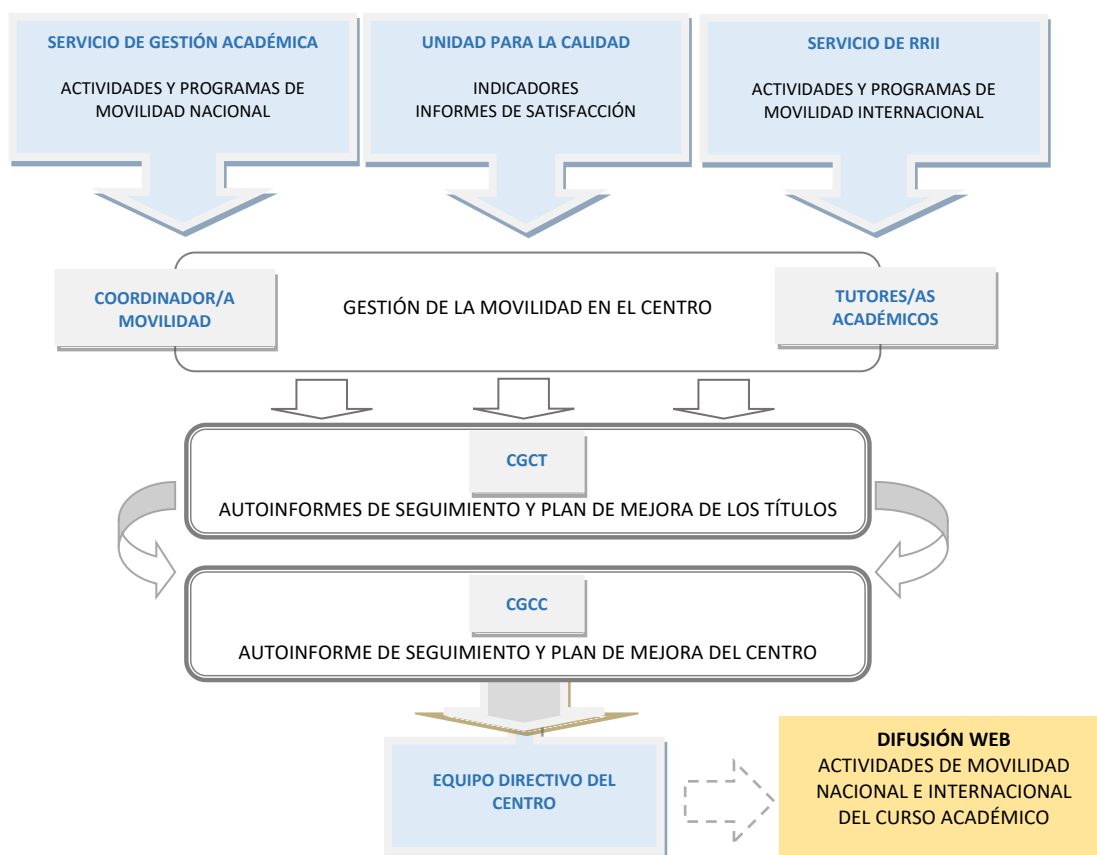 SERVICIO DE GESTIÓN ACADÉMICA
ACTIVIDADES Y PROGRAMAS DE
MOVILIDAD NACIONAL
UNIDAD PARA LA CALIDAD
INDICADORES
INFORMES DE SATISFACCIÓN
SERVICIO DE RRII
ACTIVIDADES Y PROGRAMAS DE
MOVILIDAD INTERNACIONAL
COORDINADOR/A
MOVILIDAD
GESTIÓN DE LA MOVILIDAD EN EL CENTRO
TUTORES/AS
ACADÉMICOS
CGCT
AUTOINFORMES DE SEGUIMIENTO Y PLAN DE MEJORA DE LOS TÍTULOS
CGCC
AUTOINFORME DE SEGUIMIENTO Y PLAN DE MEJORA DEL CENTRO
EQUIPO DIRECTIVO DEL
CENTRO
DIFUSIÓN WEB
ACTIVIDADES DE MOVILIDAD
NACIONAL E INTERNACIONAL
DEL CURSO ACADÉMICO